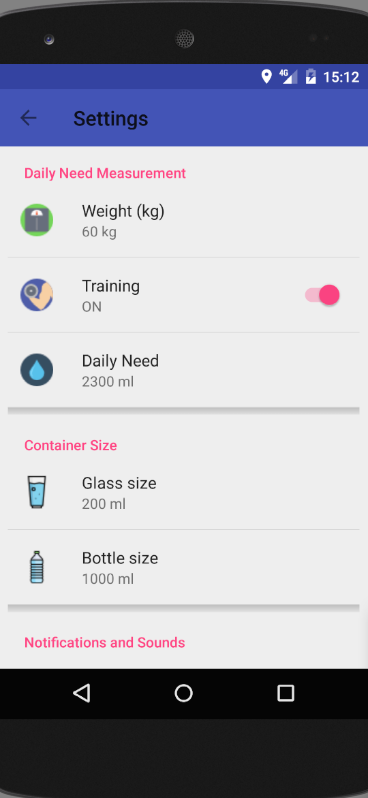 4G 15:12
Settings
Daily Need Measurement
Weight (kg)
60 kg
Training
ON
Daily Need
2300 ml
Container Size
Glass size
200 ml
Bottle size
1000 ml
Notifications and Sounds